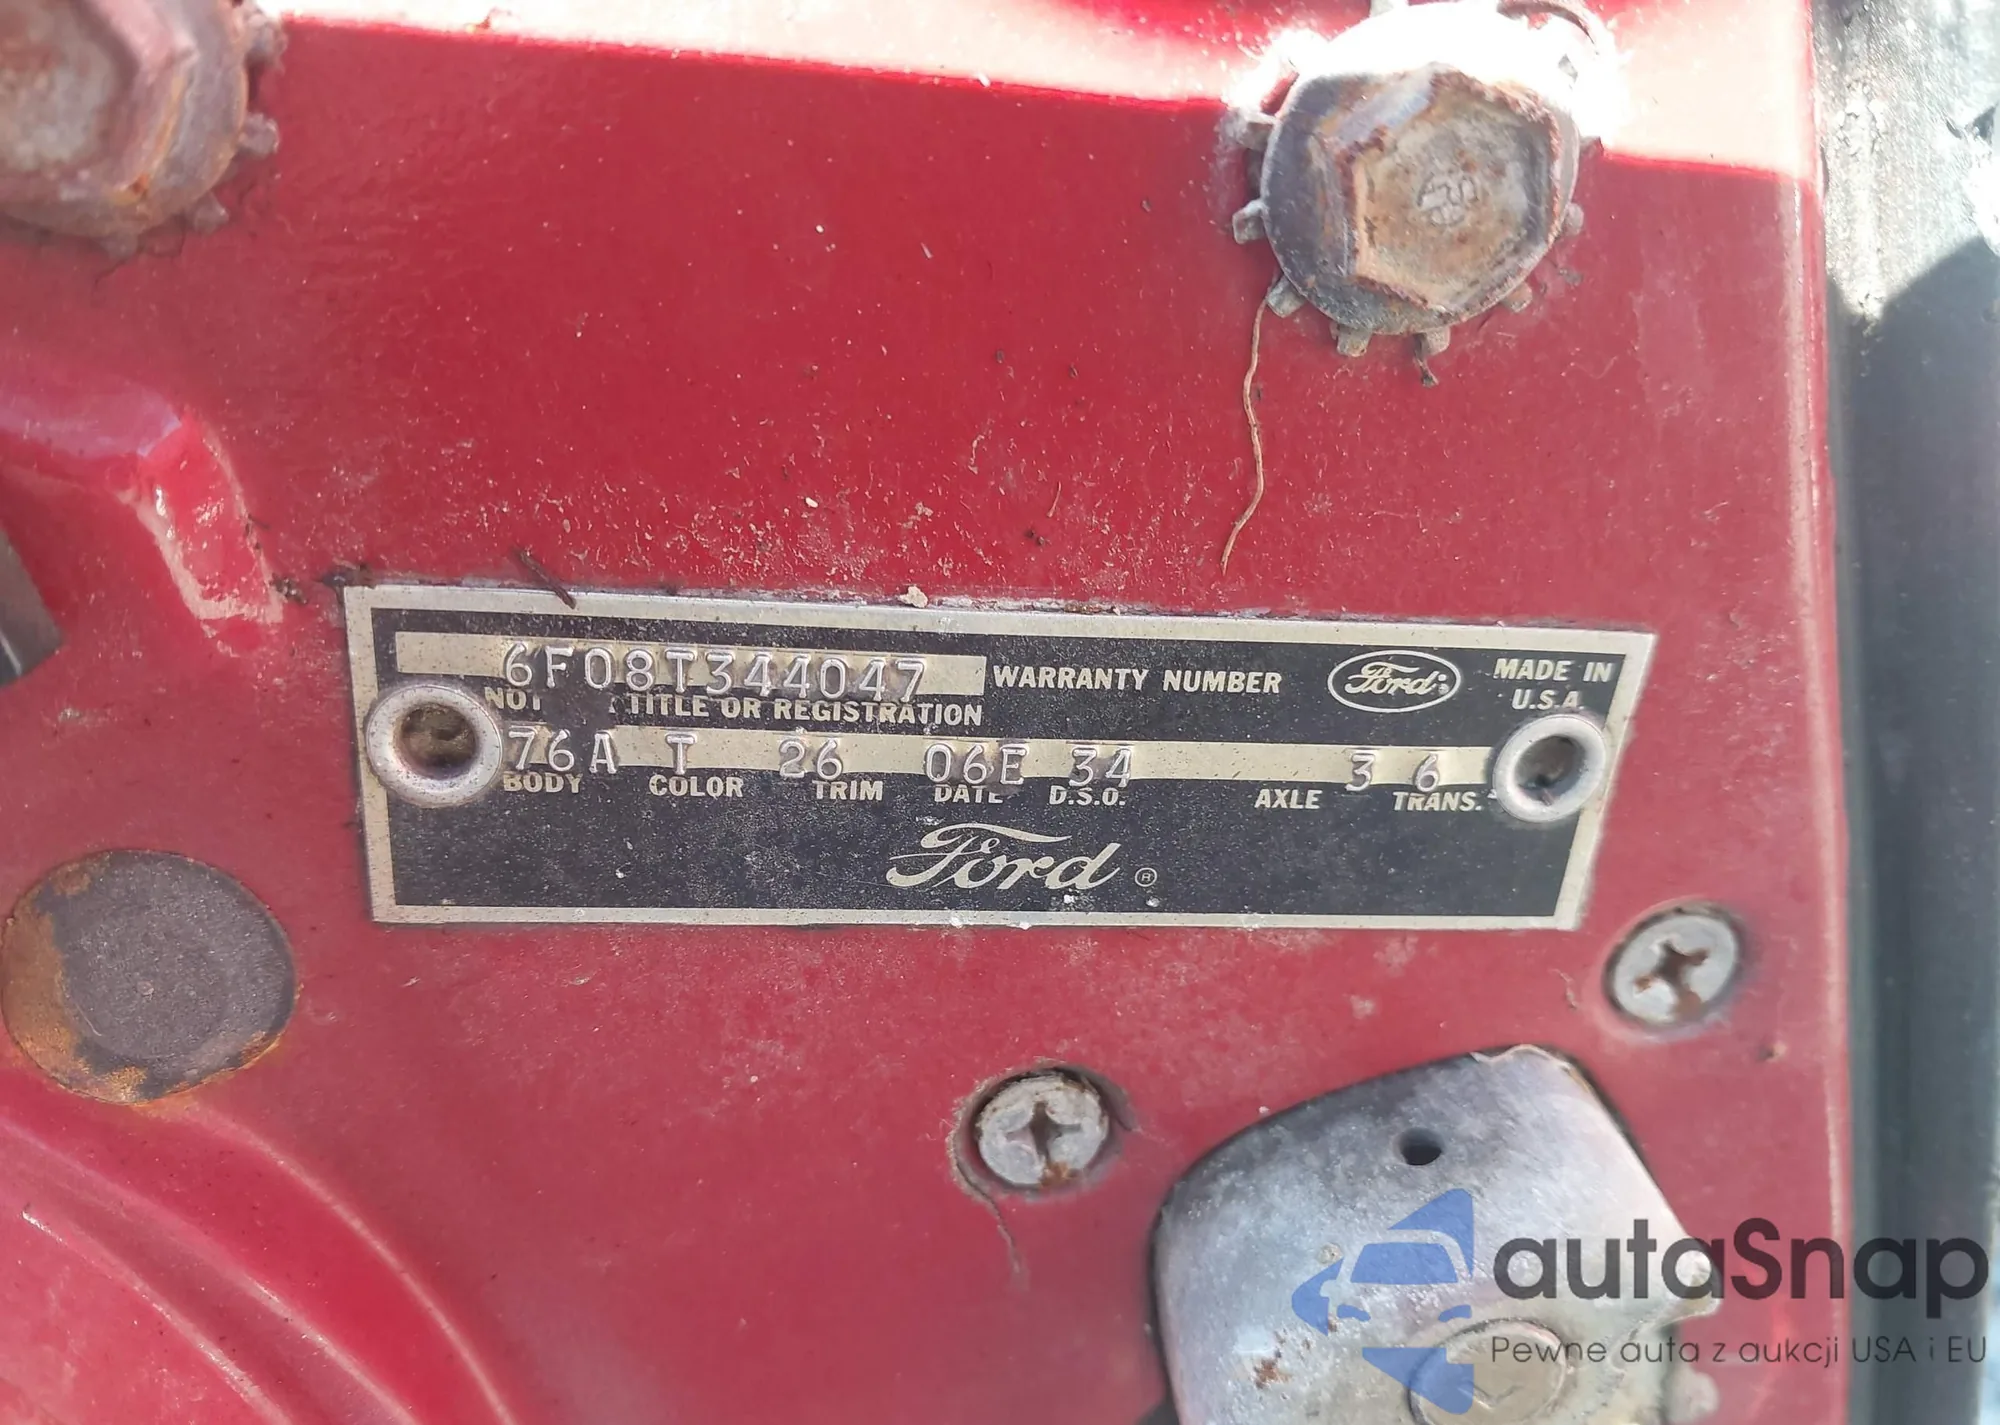 6F08T344047 WARRANTY NUMBER Ford MADE IN
U.S.A.
NOT TITLE OR REGISTRATION
76A T 26 06E 34 3 6
BODY COLOR TRIM DATE D.S.O. AXLE TRANS.
Ford ®
autaSnap
Pewne auta z aukcji USA i EU